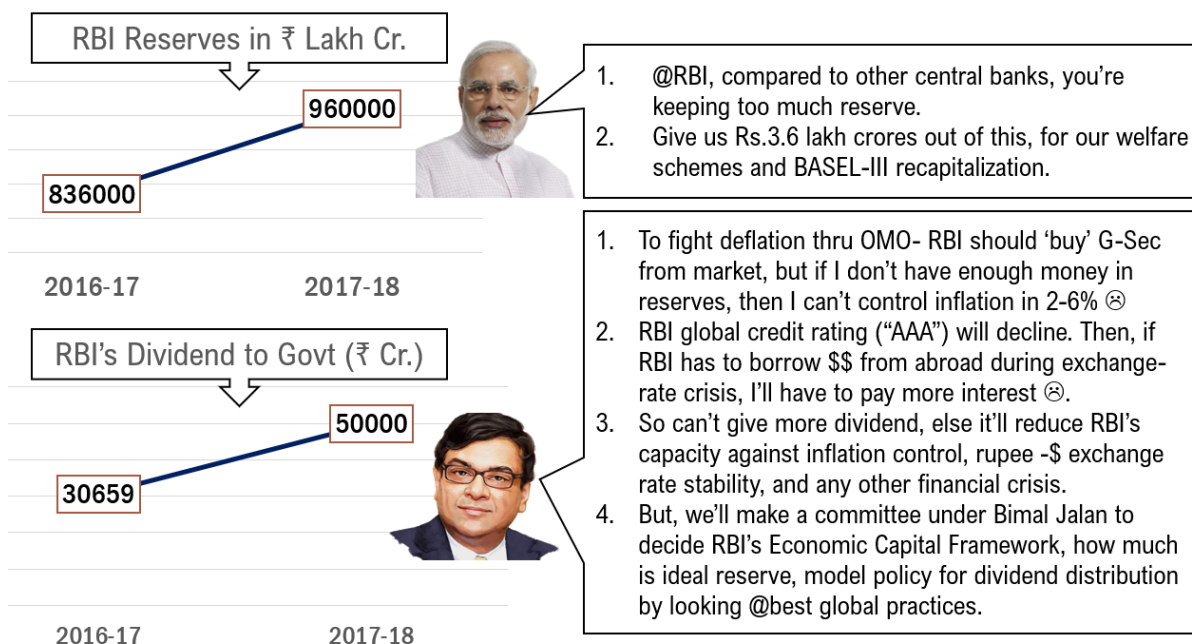 RBI Reserves in ₹ Lakh Cr.
960000
836000
2016-17
2017-18
1. @RBI, compared to other central banks, you’re
keeping too much reserve.
2. Give us Rs.3.6 lakh crores out of this, for our welfare
schemes and BASEL-III recapitalization.
RBI’s Dividend to Govt (₹ Cr.)
50000
30659
2016-17
2017-18
1. To fight deflation thru OMO- RBI should ‘buy’ G-Sec
from market, but if I don’t have enough money in
reserves, then I can’t control inflation in 2-6% ☹
2. RBI global credit rating (“AAA”) will decline. Then, if
RBI has to borrow $$ from abroad during exchange-
rate crisis, I’ll have to pay more interest ☹.
3. So can’t give more dividend, else it’ll reduce RBI’s
capacity against inflation control, rupee -$ exchange
rate stability, and any other financial crisis.
4. But, we’ll make a committee under Bimal Jalan to
decide RBI’s Economic Capital Framework, how much
is ideal reserve, model policy for dividend distribution
by looking @best global practices.